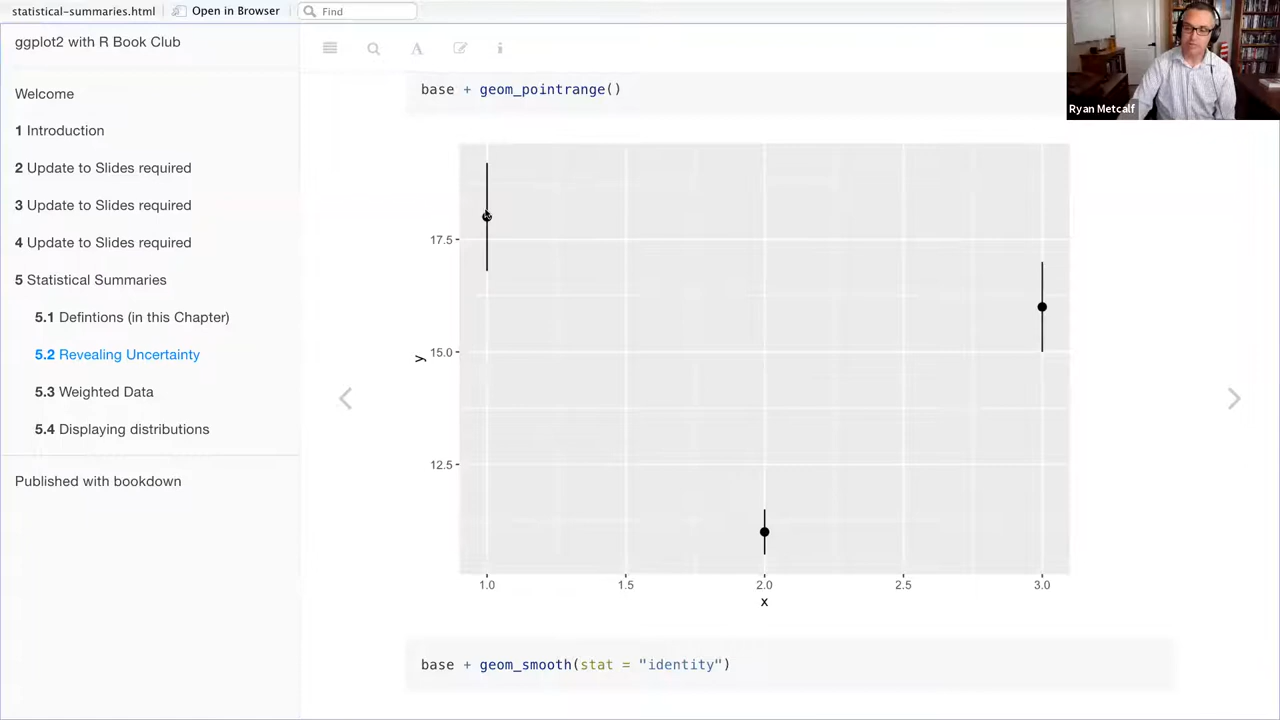 statistical-summaries.html
Open in Browser
Find
ggplot2 with R Book Club
Welcome
1 Introduction
2 Update to Slides required
3 Update to Slides required
4 Update to Slides required
5 Statistical Summaries
5.1 Defintions (in this Chapter)
5.2 Revealing Uncertainty
5.3 Weighted Data
5.4 Displaying distributions
Published with bookdown
base + geom_pointrange()
17.5
15.0
12.5
y
1.0 1.5 2.0 2.5 3.0
x
base + geom_smooth(stat = "identity")
Ryan Metcalf